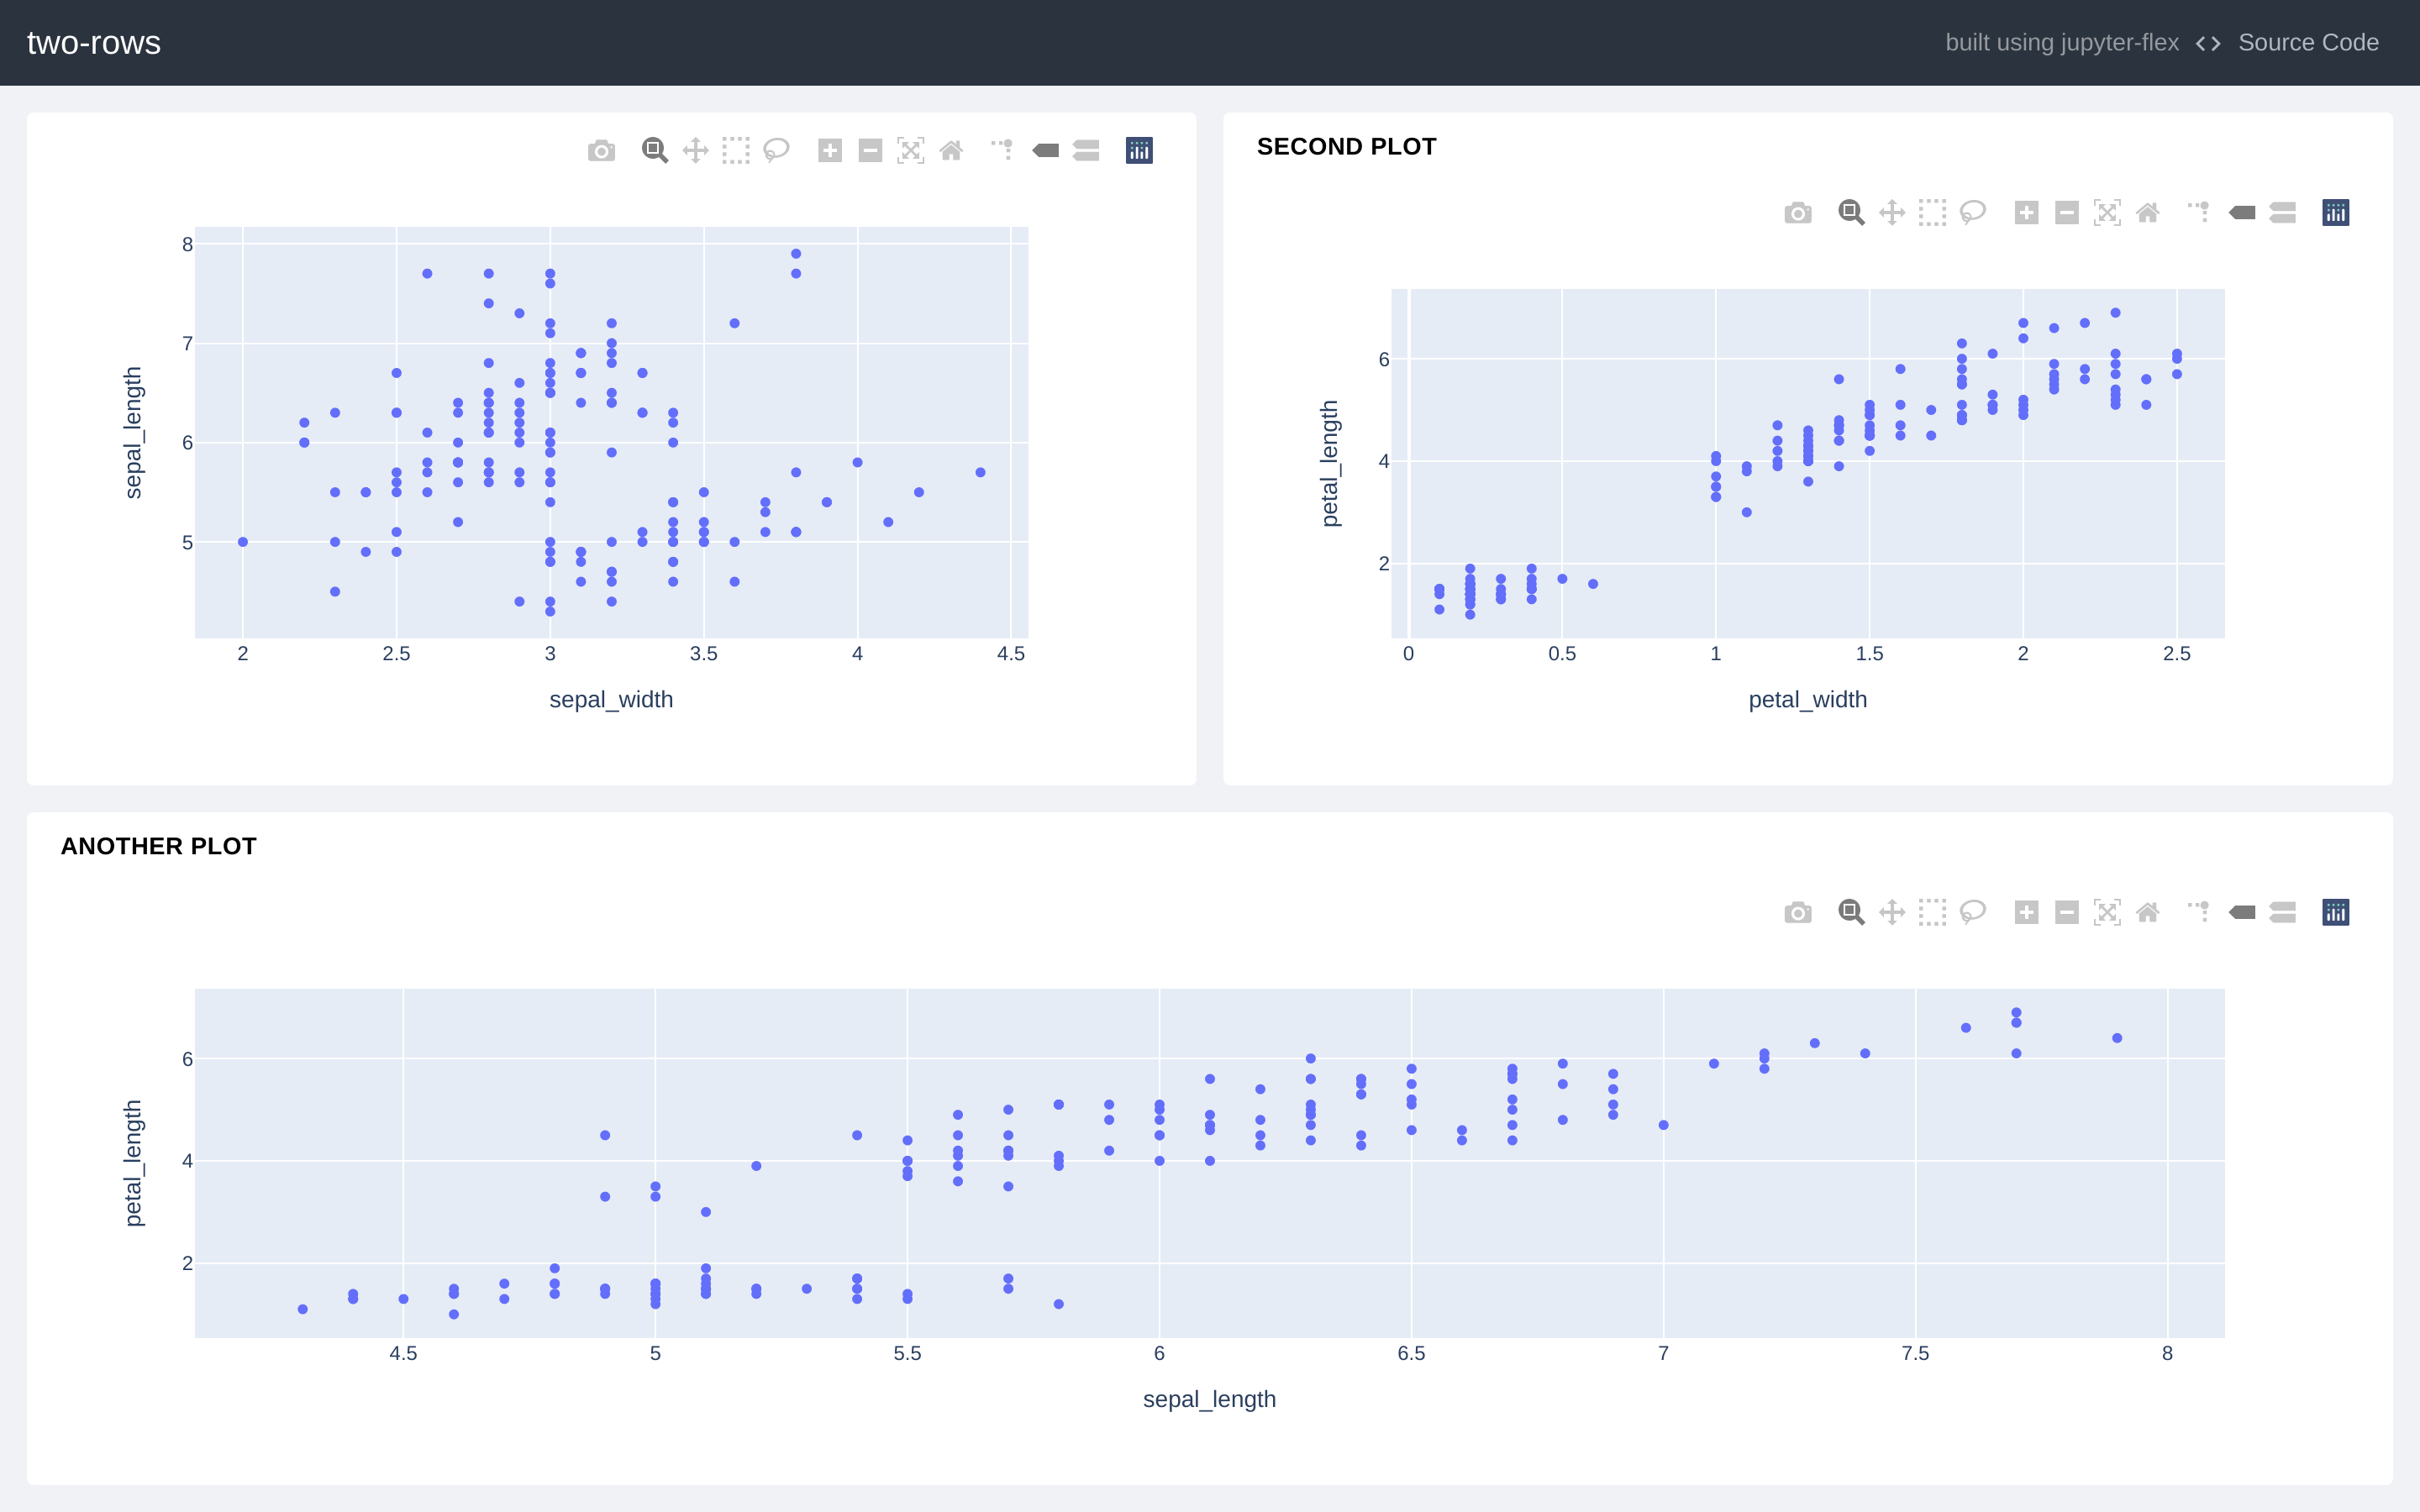 two-rows
built using jupyter-flex <> Source Code
8
7
6
5
sepal_length
2 2.5 3 3.5 4 4.5
sepal_width
SECOND PLOT
6
4
2
petal_length
0 0.5 1 1.5 2 2.5
petal_width
ANOTHER PLOT
6
4
2
petal_length
4.5 5 5.5 6 6.5 7 7.5 8
sepal_length